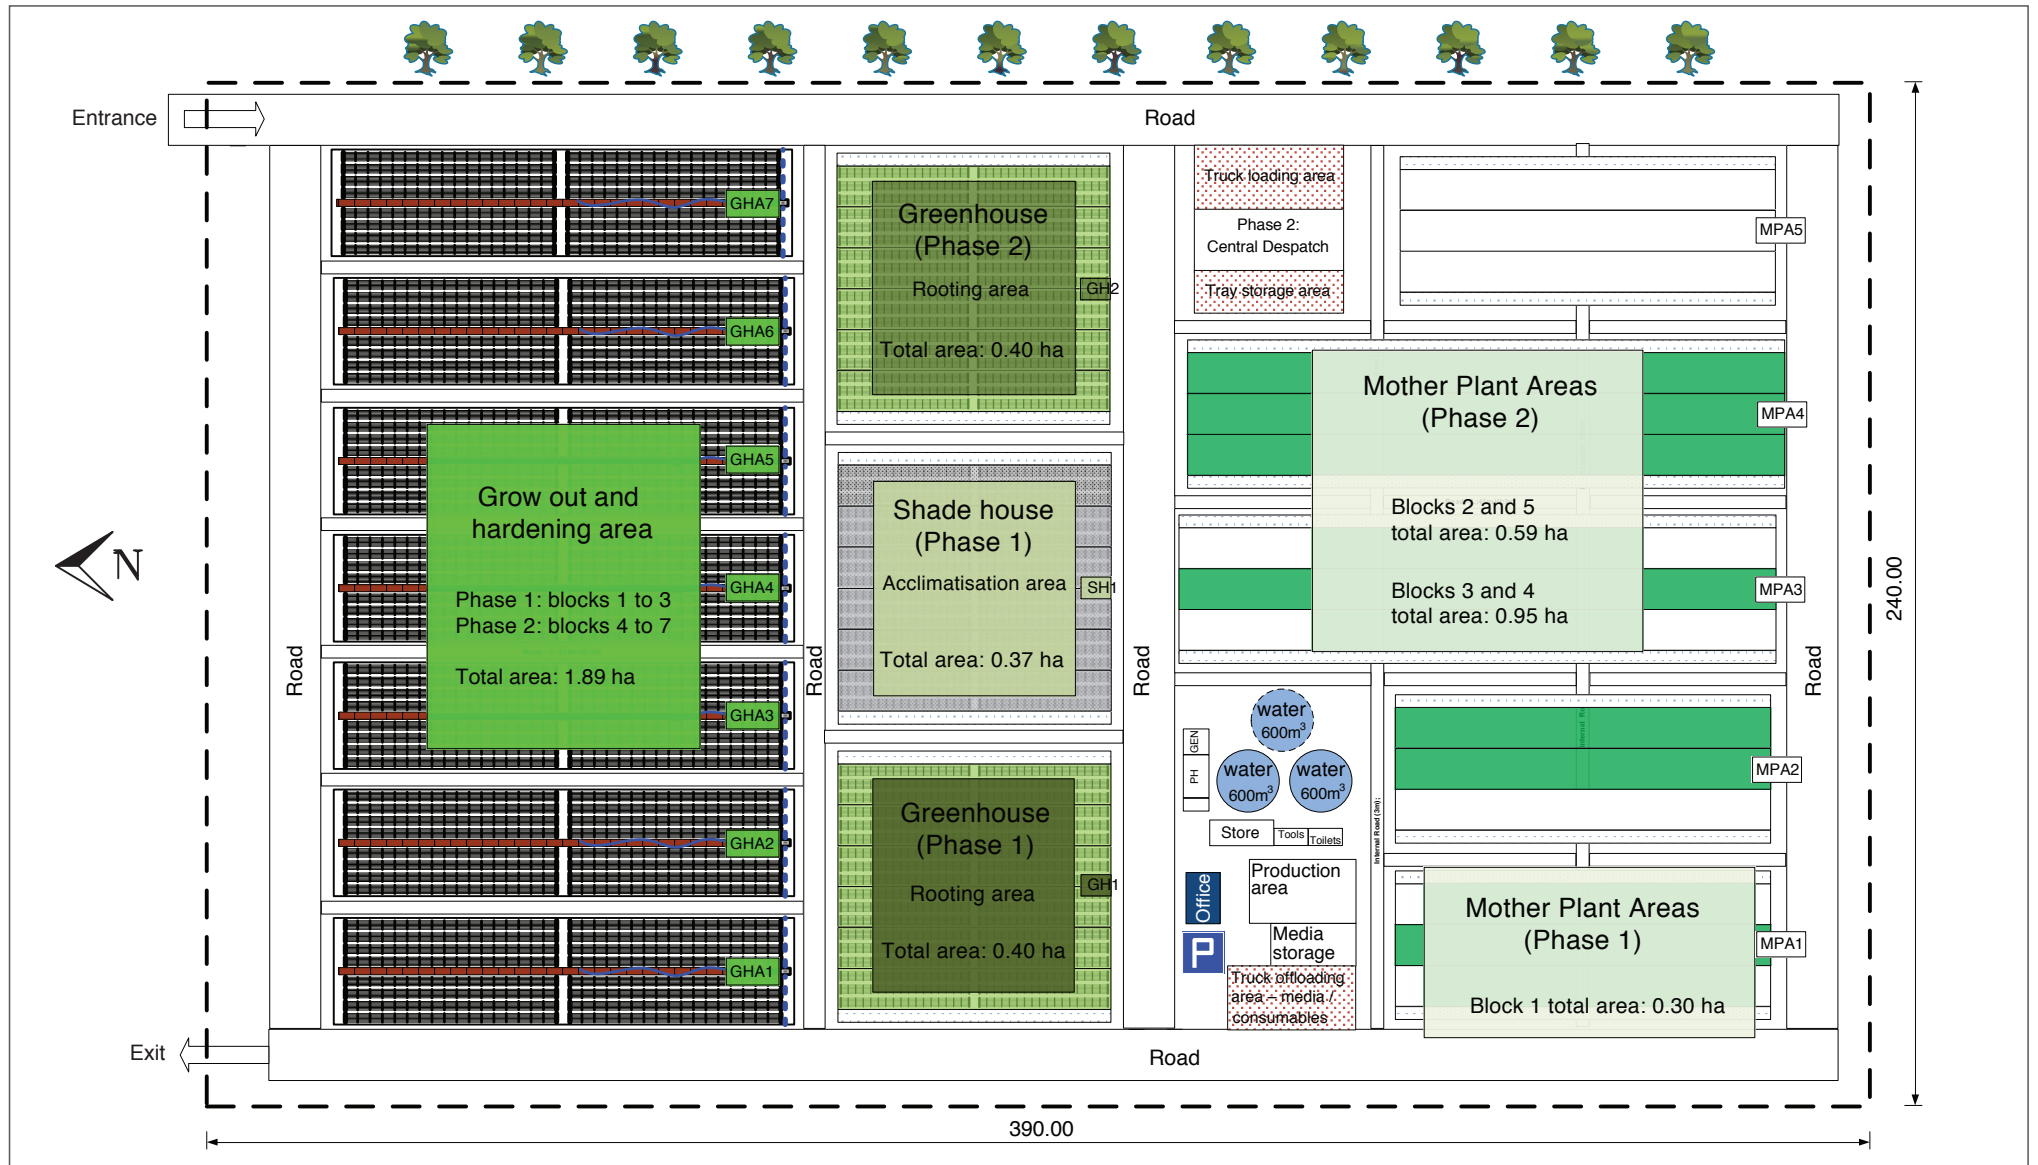 Entrance
Road
GHA7
GHA6
GHA5
GHA4
GHA3
GHA2
GHA1
Grow out and
hardening area
Phase 1: blocks 1 to 3
Phase 2: blocks 4 to 7
Total area: 1.89 ha
Greenhouse
(Phase 2)
Rooting area
Total area: 0.40 ha
GH2
Shade house
(Phase 1)
Acclimatisation area
Total area: 0.37 ha
SH1
Greenhouse
(Phase 1)
Rooting area
Total area: 0.40 ha
GH1
Truck loading area
Phase 2:
Central Despatch
Tray storage area
MPA5
MPA4
MPA3
MPA2
MPA1
Mother Plant Areas
(Phase 2)
Blocks 2 and 5
total area: 0.59 ha
Blocks 3 and 4
total area: 0.95 ha
Mother Plant Areas
(Phase 1)
Block 1 total area: 0.30 ha
water
600m³
water
600m³
water
600m³
GEN
PH
Store
Tools
Toilets
Production
area
Office
P
Media
storage
Truck offloading
area – media /
consumables
Internal Road (3m);
Road
Road
Road
Road
N
Exit
Road
240.00
390.00